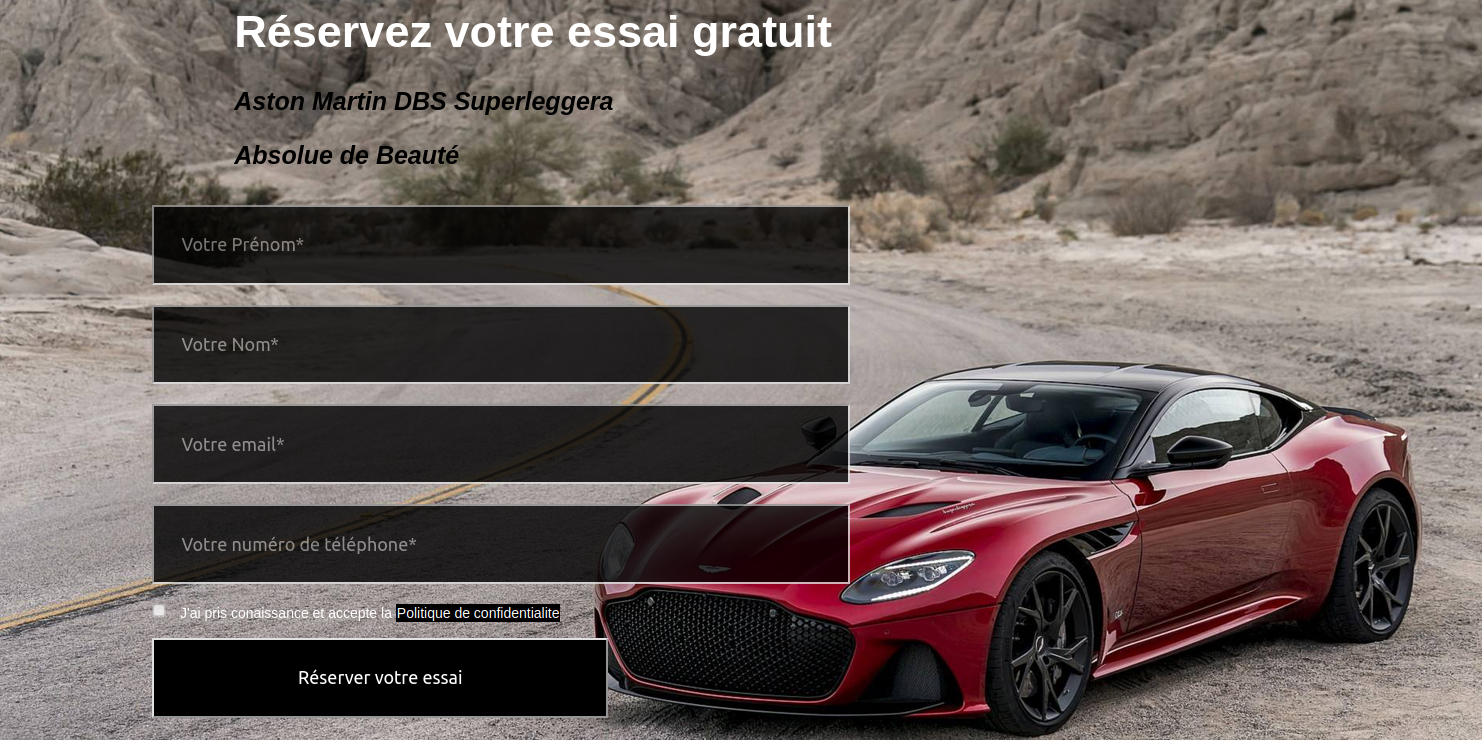 Réservez votre essai gratuit
Aston Martin DBS Superleggera
Absolue de Beauté
Votre Prénom*
Votre Nom*
Votre email*
Votre numéro de téléphone*
J'ai pris conaissance et accepte la Politique de confidentialite
Réserver votre essai